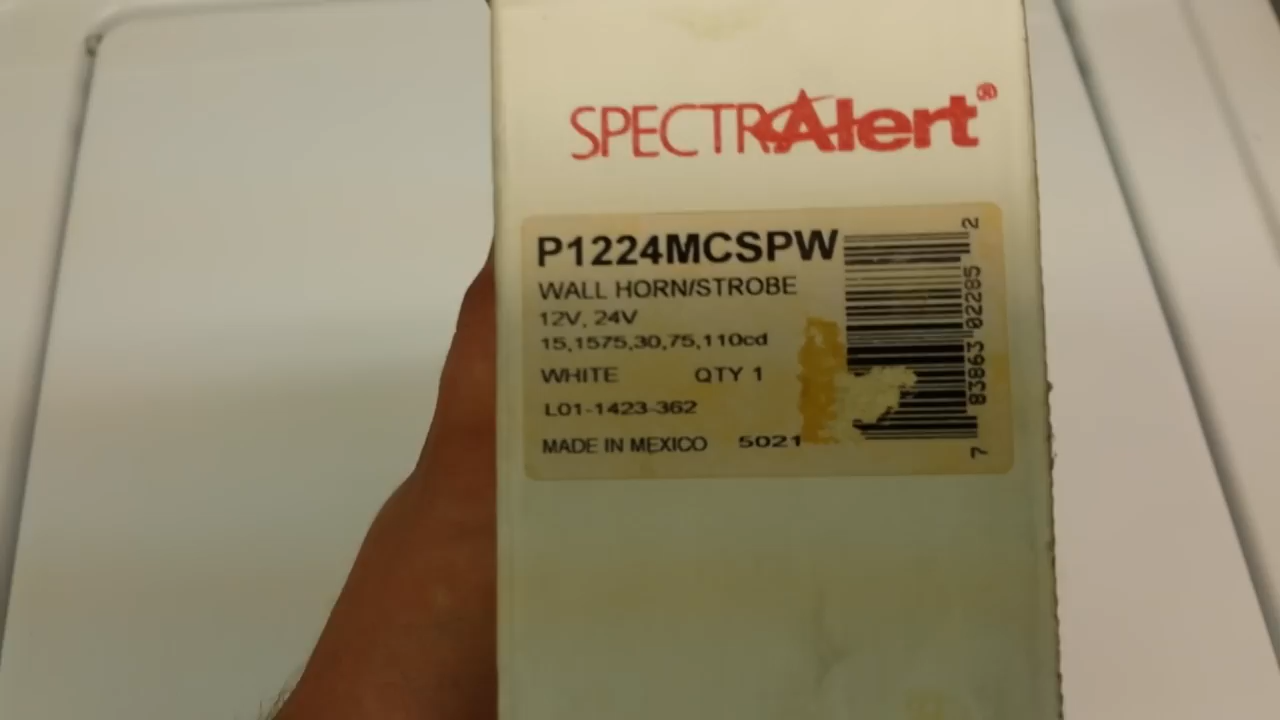 SPECTRAlert®
P1224MCSPW
WALL HORN/STROBE
12V, 24V
15,1575,30,75,110cd
WHITE QTY 1
L01-1423-362
MADE IN MEXICO 5021
7 83863 02285 2